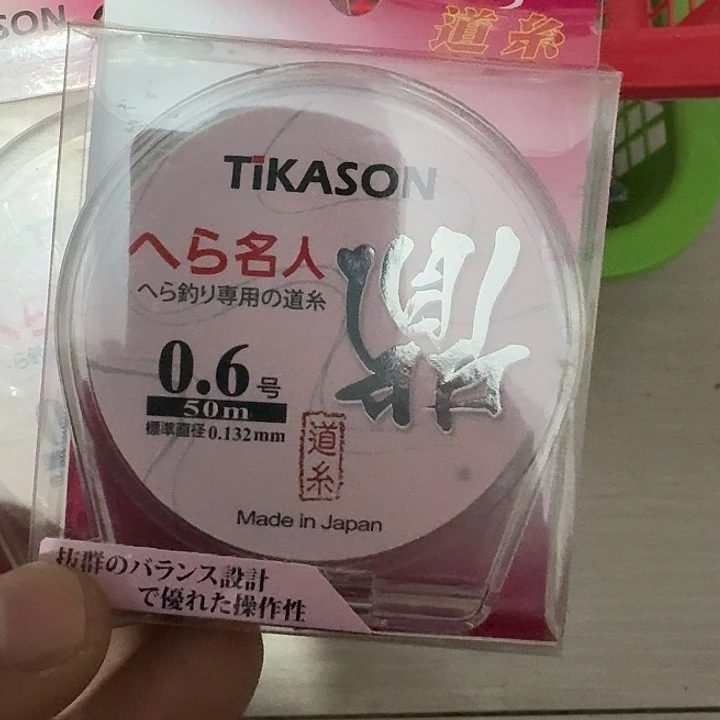 SON
道糸
TiKASON
へら名人
へら釣り専用の道糸
鼎
0.6号
50m
標準直径0.132mm
道糸
Made in Japan
抜群のバランス設計
で優れた操作性